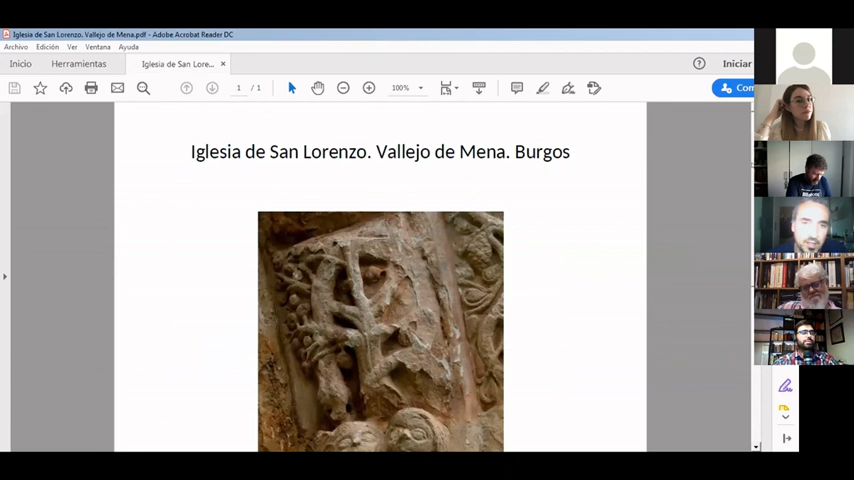 Iglesia de San Lorenzo. Vallejo de Mena.pdf - Adobe Acrobat Reader DC
Archivo Edición Ver Ventana Ayuda
Inicio Herramientas Iglesia de San Lore... × Iniciar
1 / 1 100% Com
Iglesia de San Lorenzo. Vallejo de Mena. Burgos